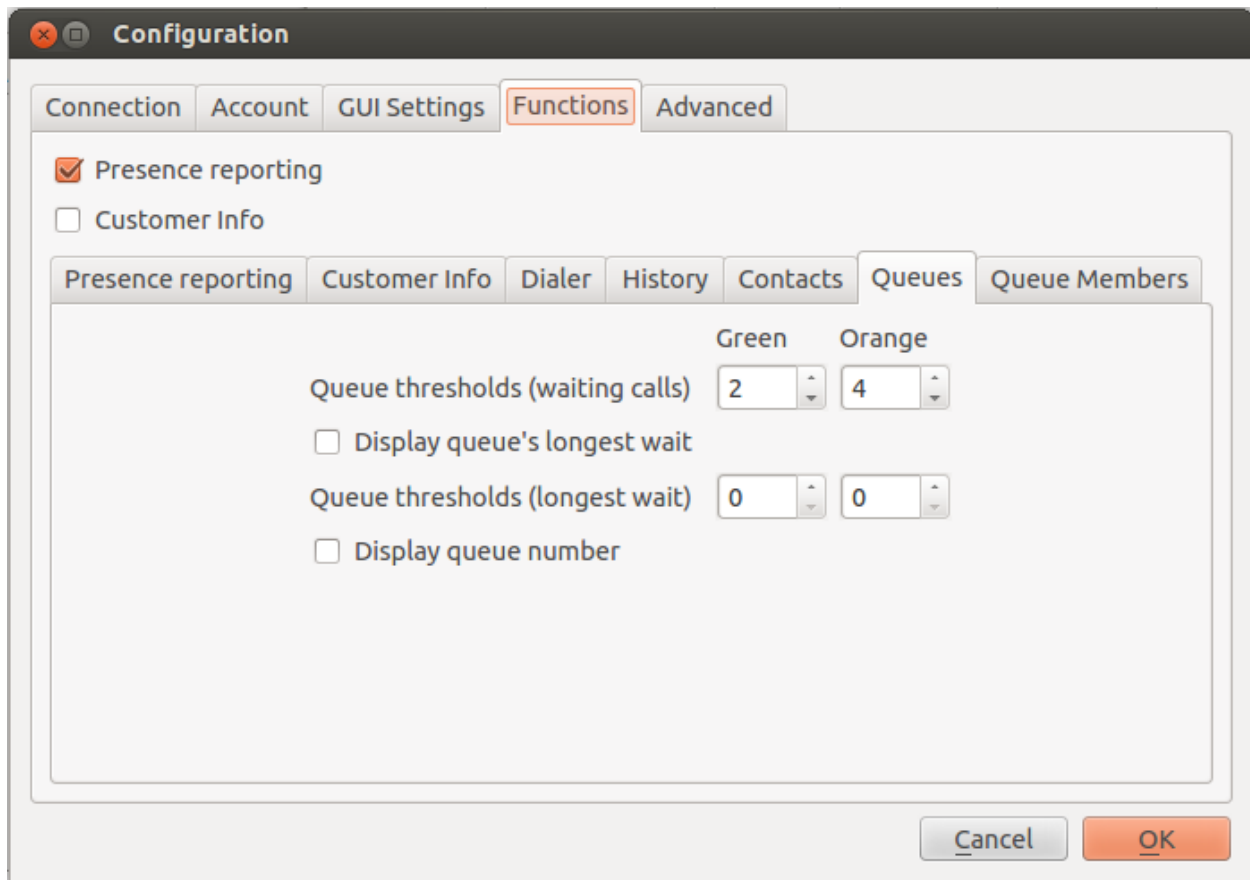 Configuration
Connection Account GUI Settings Functions Advanced
Presence reporting
Customer Info
Presence reporting Customer Info Dialer History Contacts Queues Queue Members
Green Orange
Queue thresholds (waiting calls) 2 4
Display queue's longest wait
Queue thresholds (longest wait) 0 0
Display queue number
Cancel OK